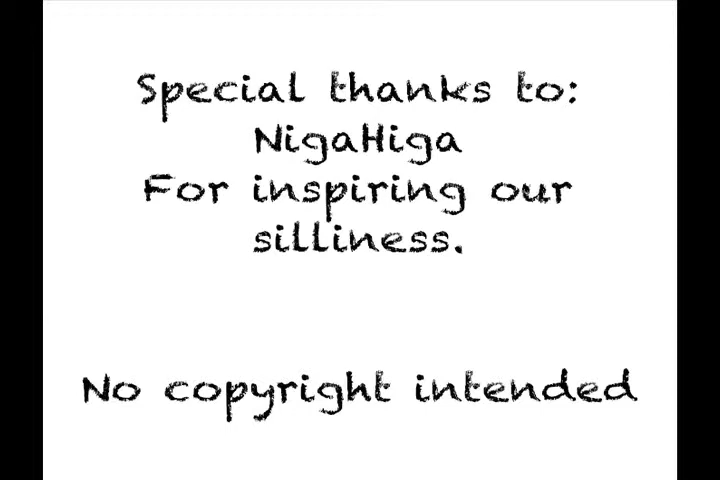 Special thanks to:
NigaHiga
For inspiring our
silliness.
No copyright intended